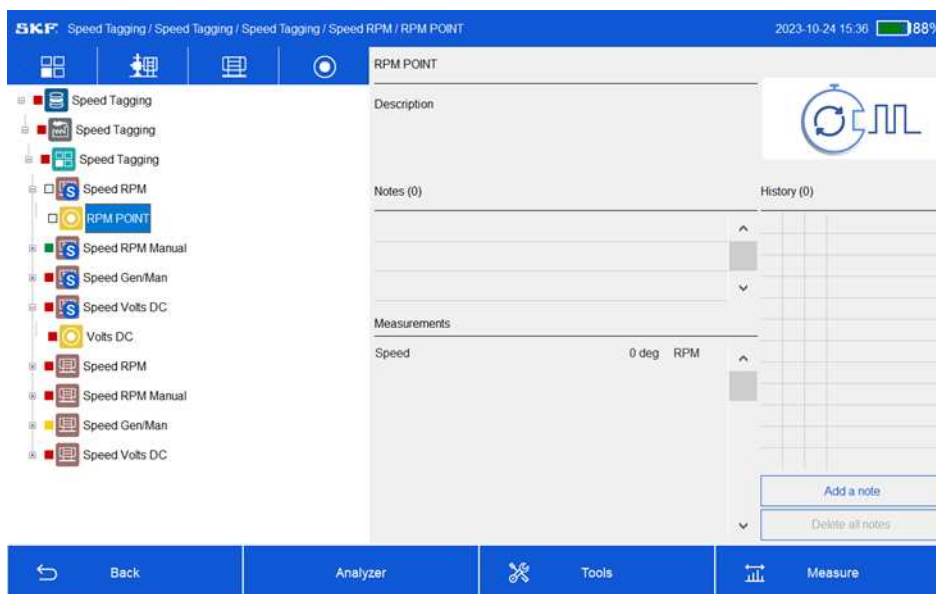 SKF. Speed Tagging / Speed Tagging / Speed Tagging / Speed RPM / RPM POINT
2023-10-24 15:36 88%
Speed Tagging
Speed Tagging
Speed Tagging
S Speed RPM
RPM POINT
S Speed RPM Manual
S Speed Gen/Man
S Speed Volts DC
Volts DC
Speed RPM
Speed RPM Manual
Speed Gen/Man
Speed Volts DC
RPM POINT
Description
Notes (0)
History (0)
Measurements
Speed 0 deg RPM
Add a note
Delete all notes
Back
Analyzer
Tools
Measure